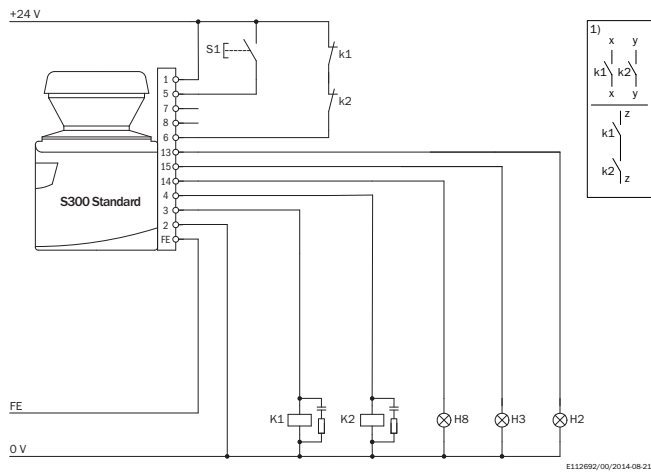 +24 V
S1
k1
k2
1
5
7
8
6
13
15
14
4
3
2
FE
S300 Standard
K1
K2
H8
H3
H2
FE
0 V
1)
x y
k1 k2
x y
z
k1
k2
z
E112692/00/2014-08-21